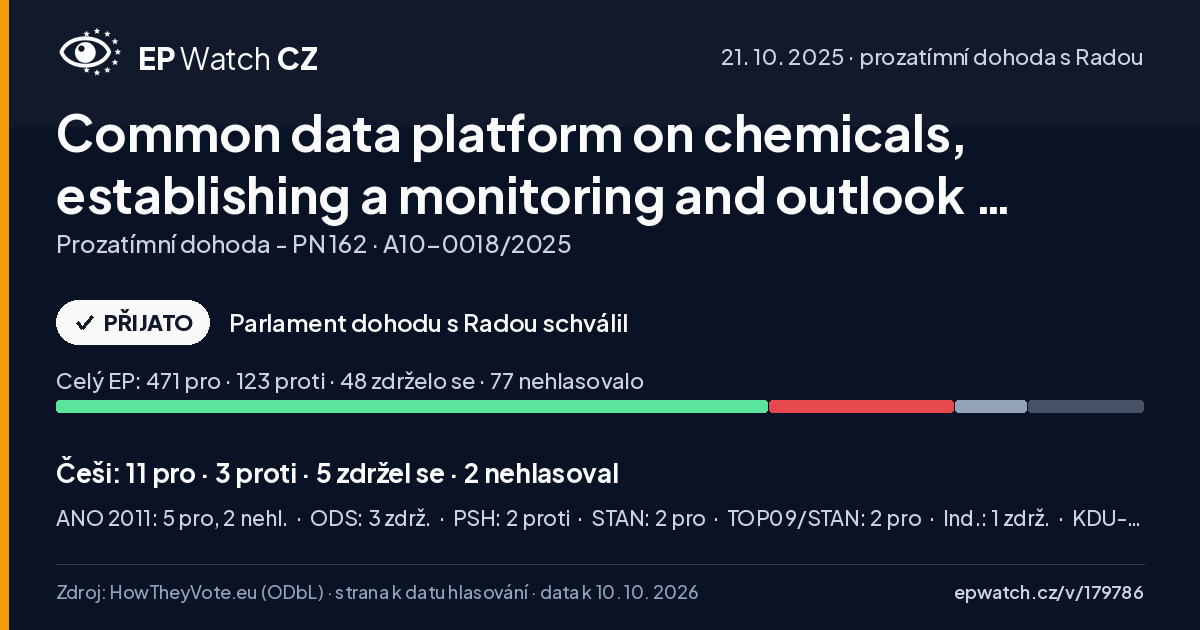 EP Watch CZ
21. 10. 2025 · prozatímní dohoda s Radou
Common data platform on chemicals,
establishing a monitoring and outlook …
Prozatímní dohoda – PN 162 · A10–0018/2025
✓ PŘIJATO Parlament dohodu s Radou schválil
Celý EP: 471 pro · 123 proti · 48 zdrželo se · 77 nehlasovalo
Češi: 11 pro · 3 proti · 5 zdržel se · 2 nehlasoval
ANO 2011: 5 pro, 2 nehl. · ODS: 3 zdrž. · PSH: 2 proti · STAN: 2 pro · TOP09/STAN: 2 pro · Ind.: 1 zdrž. · KDU-…
Zdroj: HowTheyVote.eu (ODbL) · strana k datu hlasování · data k 10. 10. 2026
epwatch.cz/v/179786